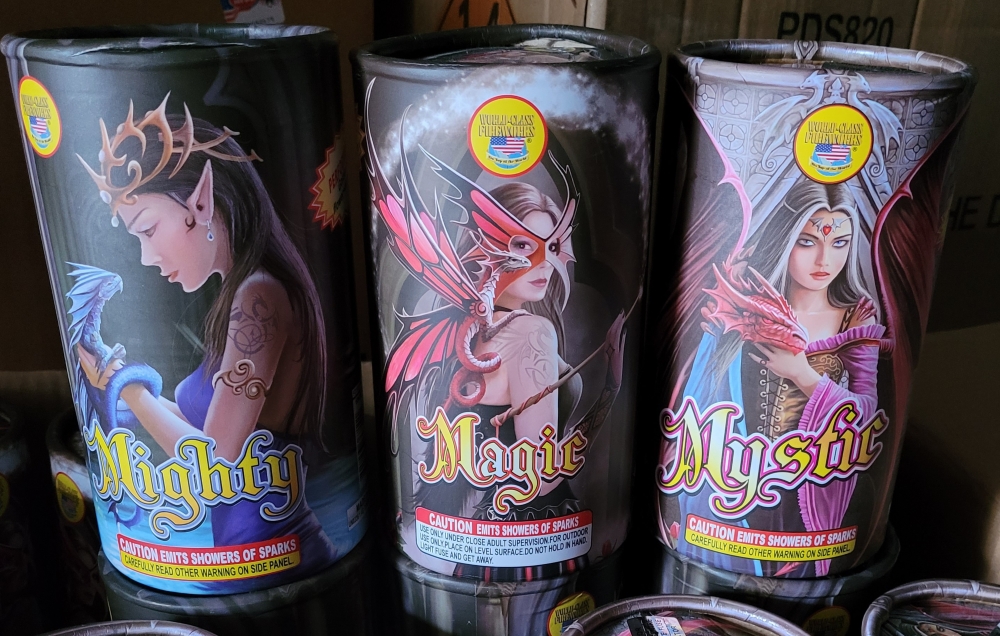 14
PDS820
HE B
WORLD-CLASS
FIREWORKS
Mighty
CAUTION EMITS SHOWERS OF SPARKS
CAREFULLY READ OTHER WARNING ON SIDE PANEL.
WORLD-CLASS
FIREWORKS®
Magic
CAUTION EMITS SHOWERS OF SPARKS
USE ONLY UNDER CLOSE ADULT SUPERVISION.FOR OUTDOOR
USE ONLY.PLACE ON LEVEL SURFACE.DO NOT HOLD IN HAND.
LIGHT FUSE AND GET AWAY.
WORLD-CLASS
FIREWORKS®
Mystic
CAUTION EMITS SHOWERS OF SPARKS
CAREFULLY READ OTHER WARNING ON SIDE PANEL.